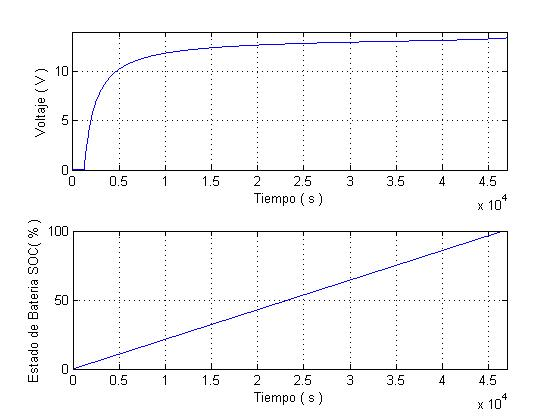 10
5
0
Voltaje ( V )
0 0.5 1 1.5 2 2.5 3 3.5 4 4.5
Tiempo ( s )
x 10^4
100
50
0
Estado de Bateria SOC( % )
0 0.5 1 1.5 2 2.5 3 3.5 4 4.5
Tiempo ( s )
x 10^4